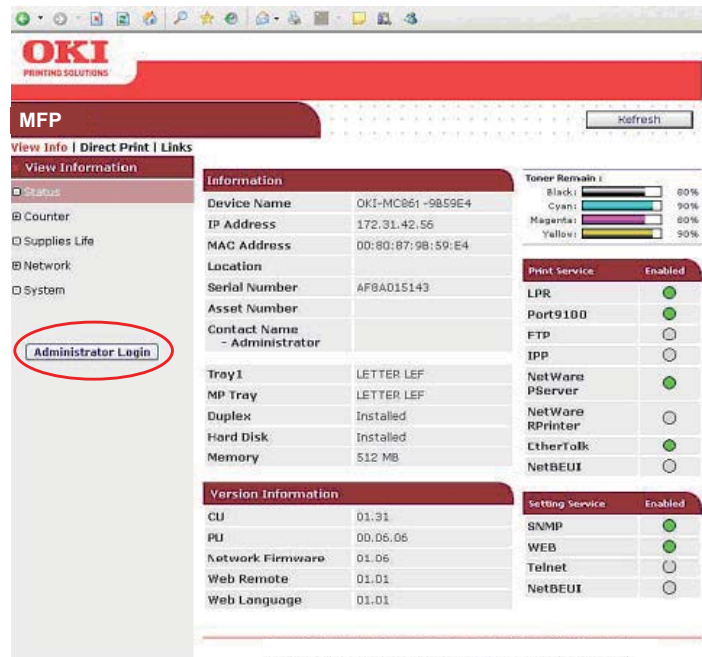 OKI
PRINTING SOLUTIONS
MFP
Refresh
View Info | Direct Print | Links
View Information
Status
Counter
Supplies Life
Network
System
Administrator Login
Information
Device Name OKI-MC861-9B59E4
IP Address 172.31.42.56
MAC Address 00:80:87:9B:59:E4
Location
Serial Number AF8A015143
Asset Number
Contact Name
- Administrator
Tray1 LETTER LEF
MP Tray LETTER LEF
Duplex Installed
Hard Disk Installed
Memory 512 MB
Version Information
CU 01.31
PU 00.06.06
Network Firmware 01.06
Web Remote 01.01
Web Language 01.01
Toner Remain :
Black: 80%
Cyan: 90%
Magenta: 80%
Yellow: 90%
Print Service Enabled
LPR
Port9100
FTP
IPP
NetWare
PServer
NetWare
RPrinter
EtherTalk
NetBEUI
Setting Service Enabled
SNMP
WEB
Telnet
NetBEUI